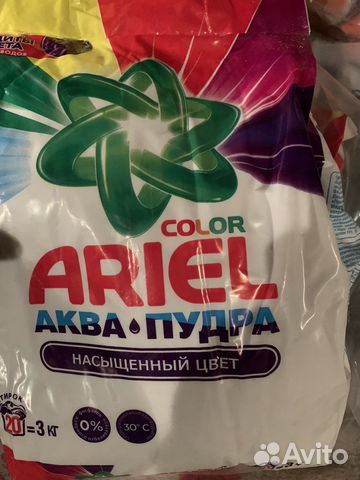 COLOR
ARIEL
АКВА ПУДРА
НАСЫЩЕННЫЙ ЦВЕТ
20 = 3 КГ
0%
30°C
Avito